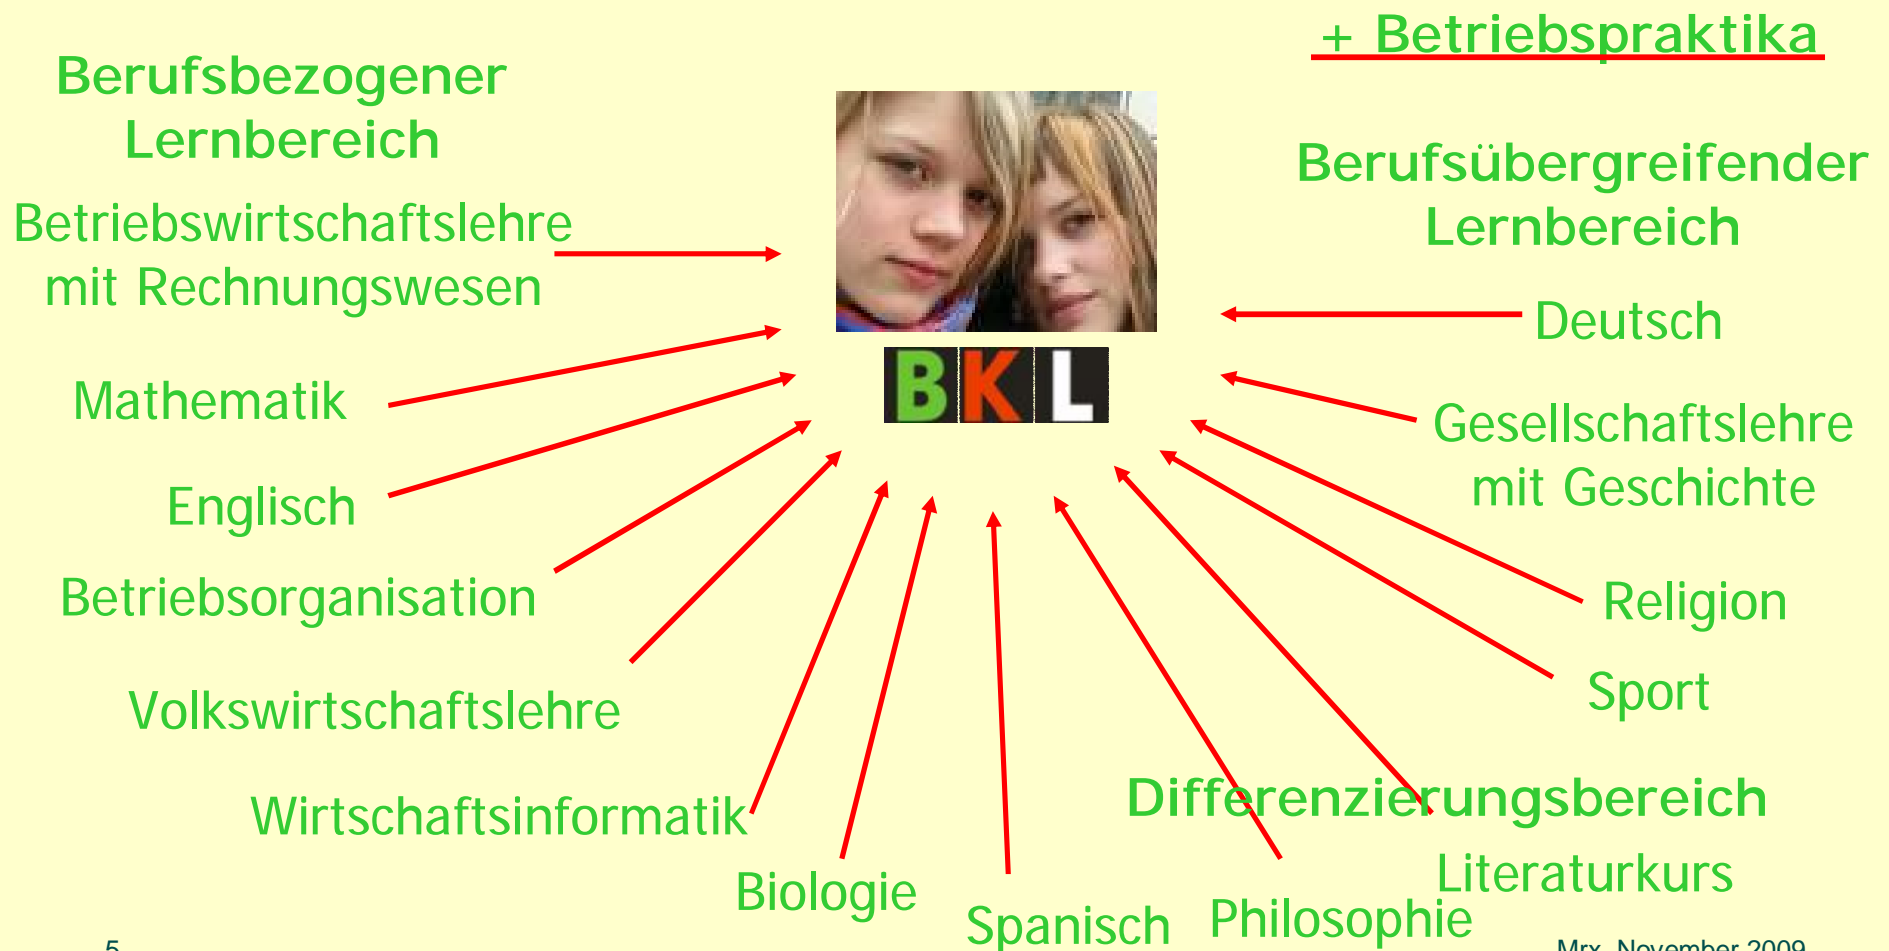 + Betriebspraktika
Berufsbezogener
Lernbereich
Betriebswirtschaftslehre
mit Rechnungswesen
Mathematik
Englisch
Betriebsorganisation
Volkswirtschaftslehre
Wirtschaftsinformatik
Biologie
Spanisch
BKL
Berufsübergreifender
Lernbereich
Deutsch
Gesellschaftslehre
mit Geschichte
Religion
Sport
Differenzierungsbereich
Literaturkurs
Philosophie
5
Mrx, November 2009